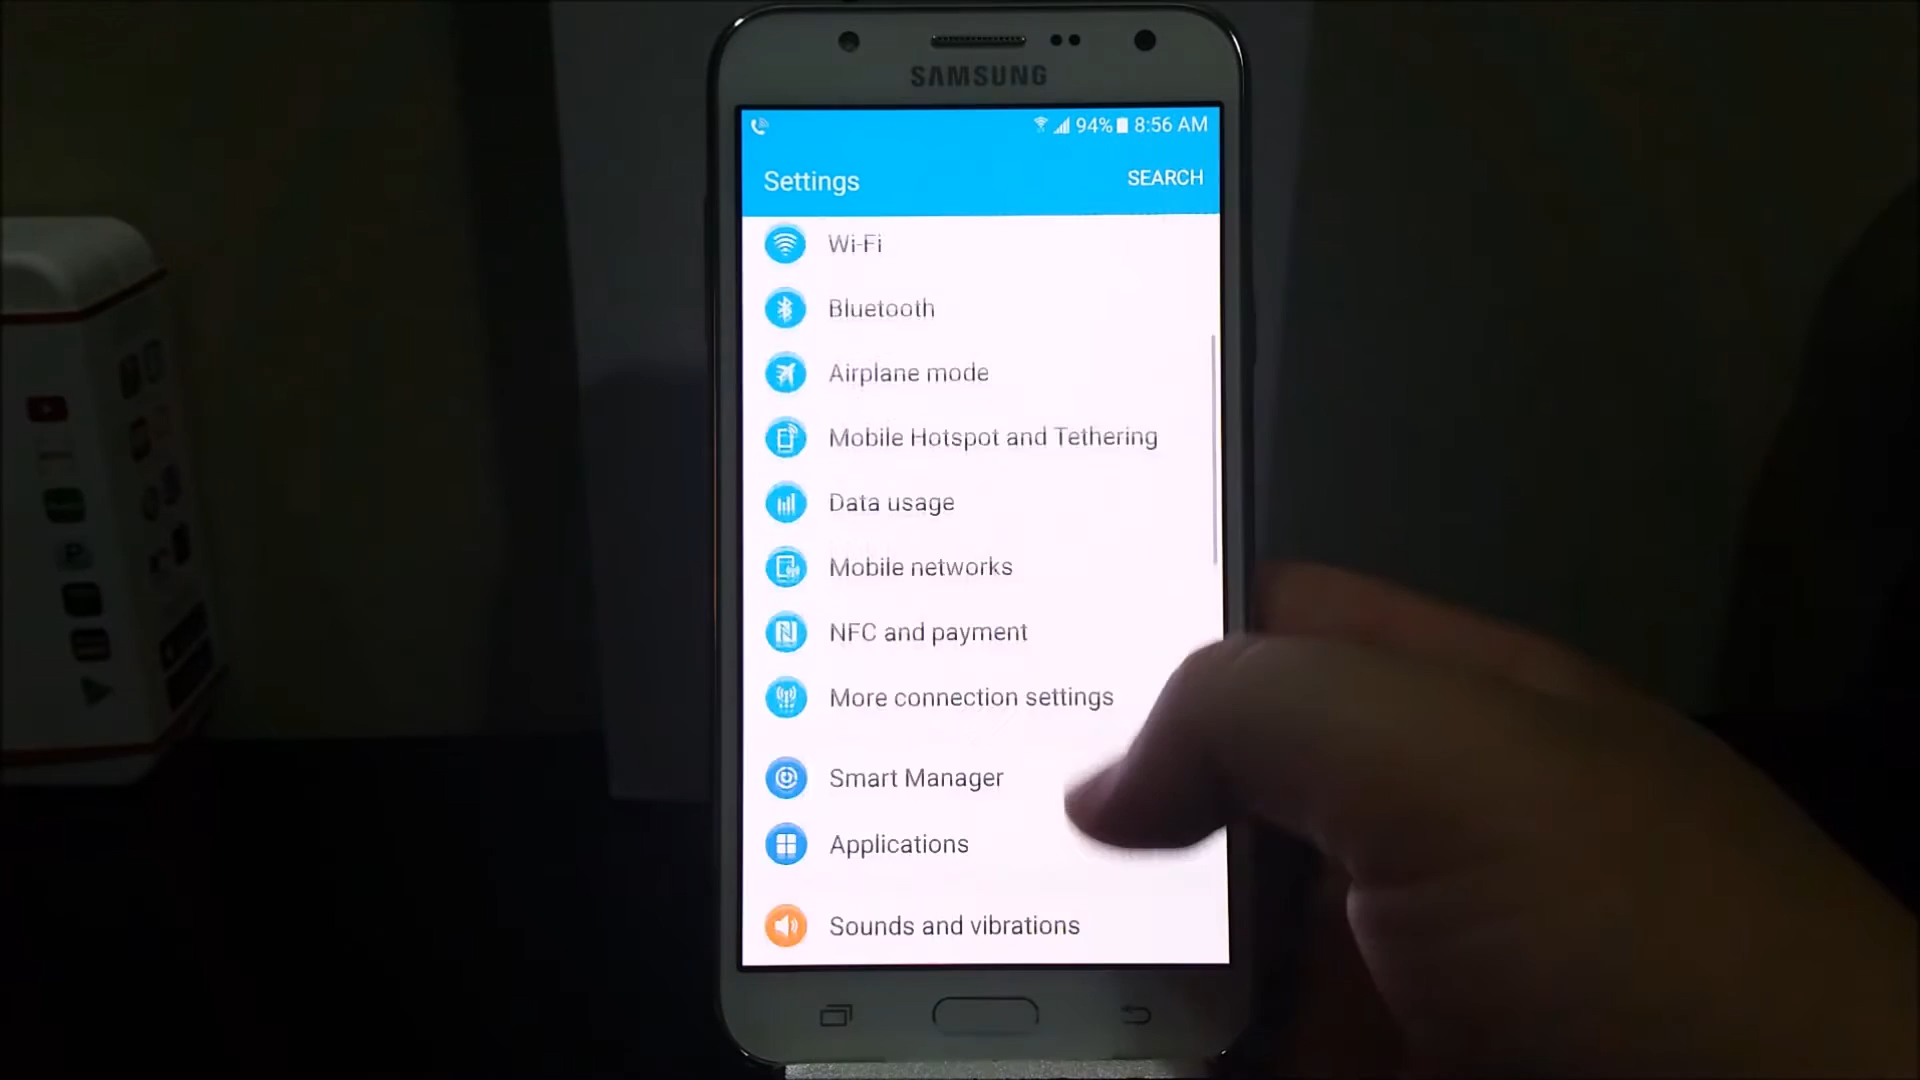 SAMSUNG
94% 8:56 AM
Settings
SEARCH
Wi-Fi
Bluetooth
Airplane mode
Mobile Hotspot and Tethering
Data usage
Mobile networks
NFC and payment
More connection settings
Smart Manager
Applications
Sounds and vibrations